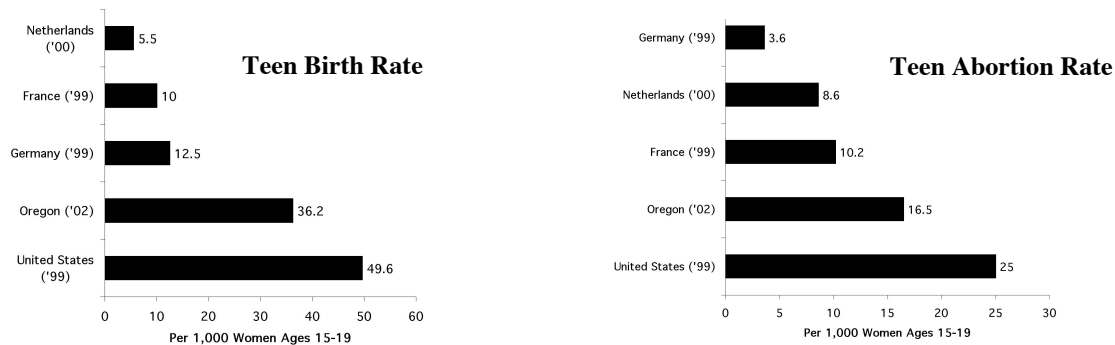 Teen Birth Rate
Netherlands
('00)
5.5
France ('99)
10
Germany ('99)
12.5
Oregon ('02)
36.2
United States
('99)
49.6
0 10 20 30 40 50 60
Per 1,000 Women Ages 15-19
Teen Abortion Rate
Germany ('99)
3.6
Netherlands ('00)
8.6
France ('99)
10.2
Oregon ('02)
16.5
United States ('99)
25
0 5 10 15 20 25 30
Per 1,000 Women Ages 15-19